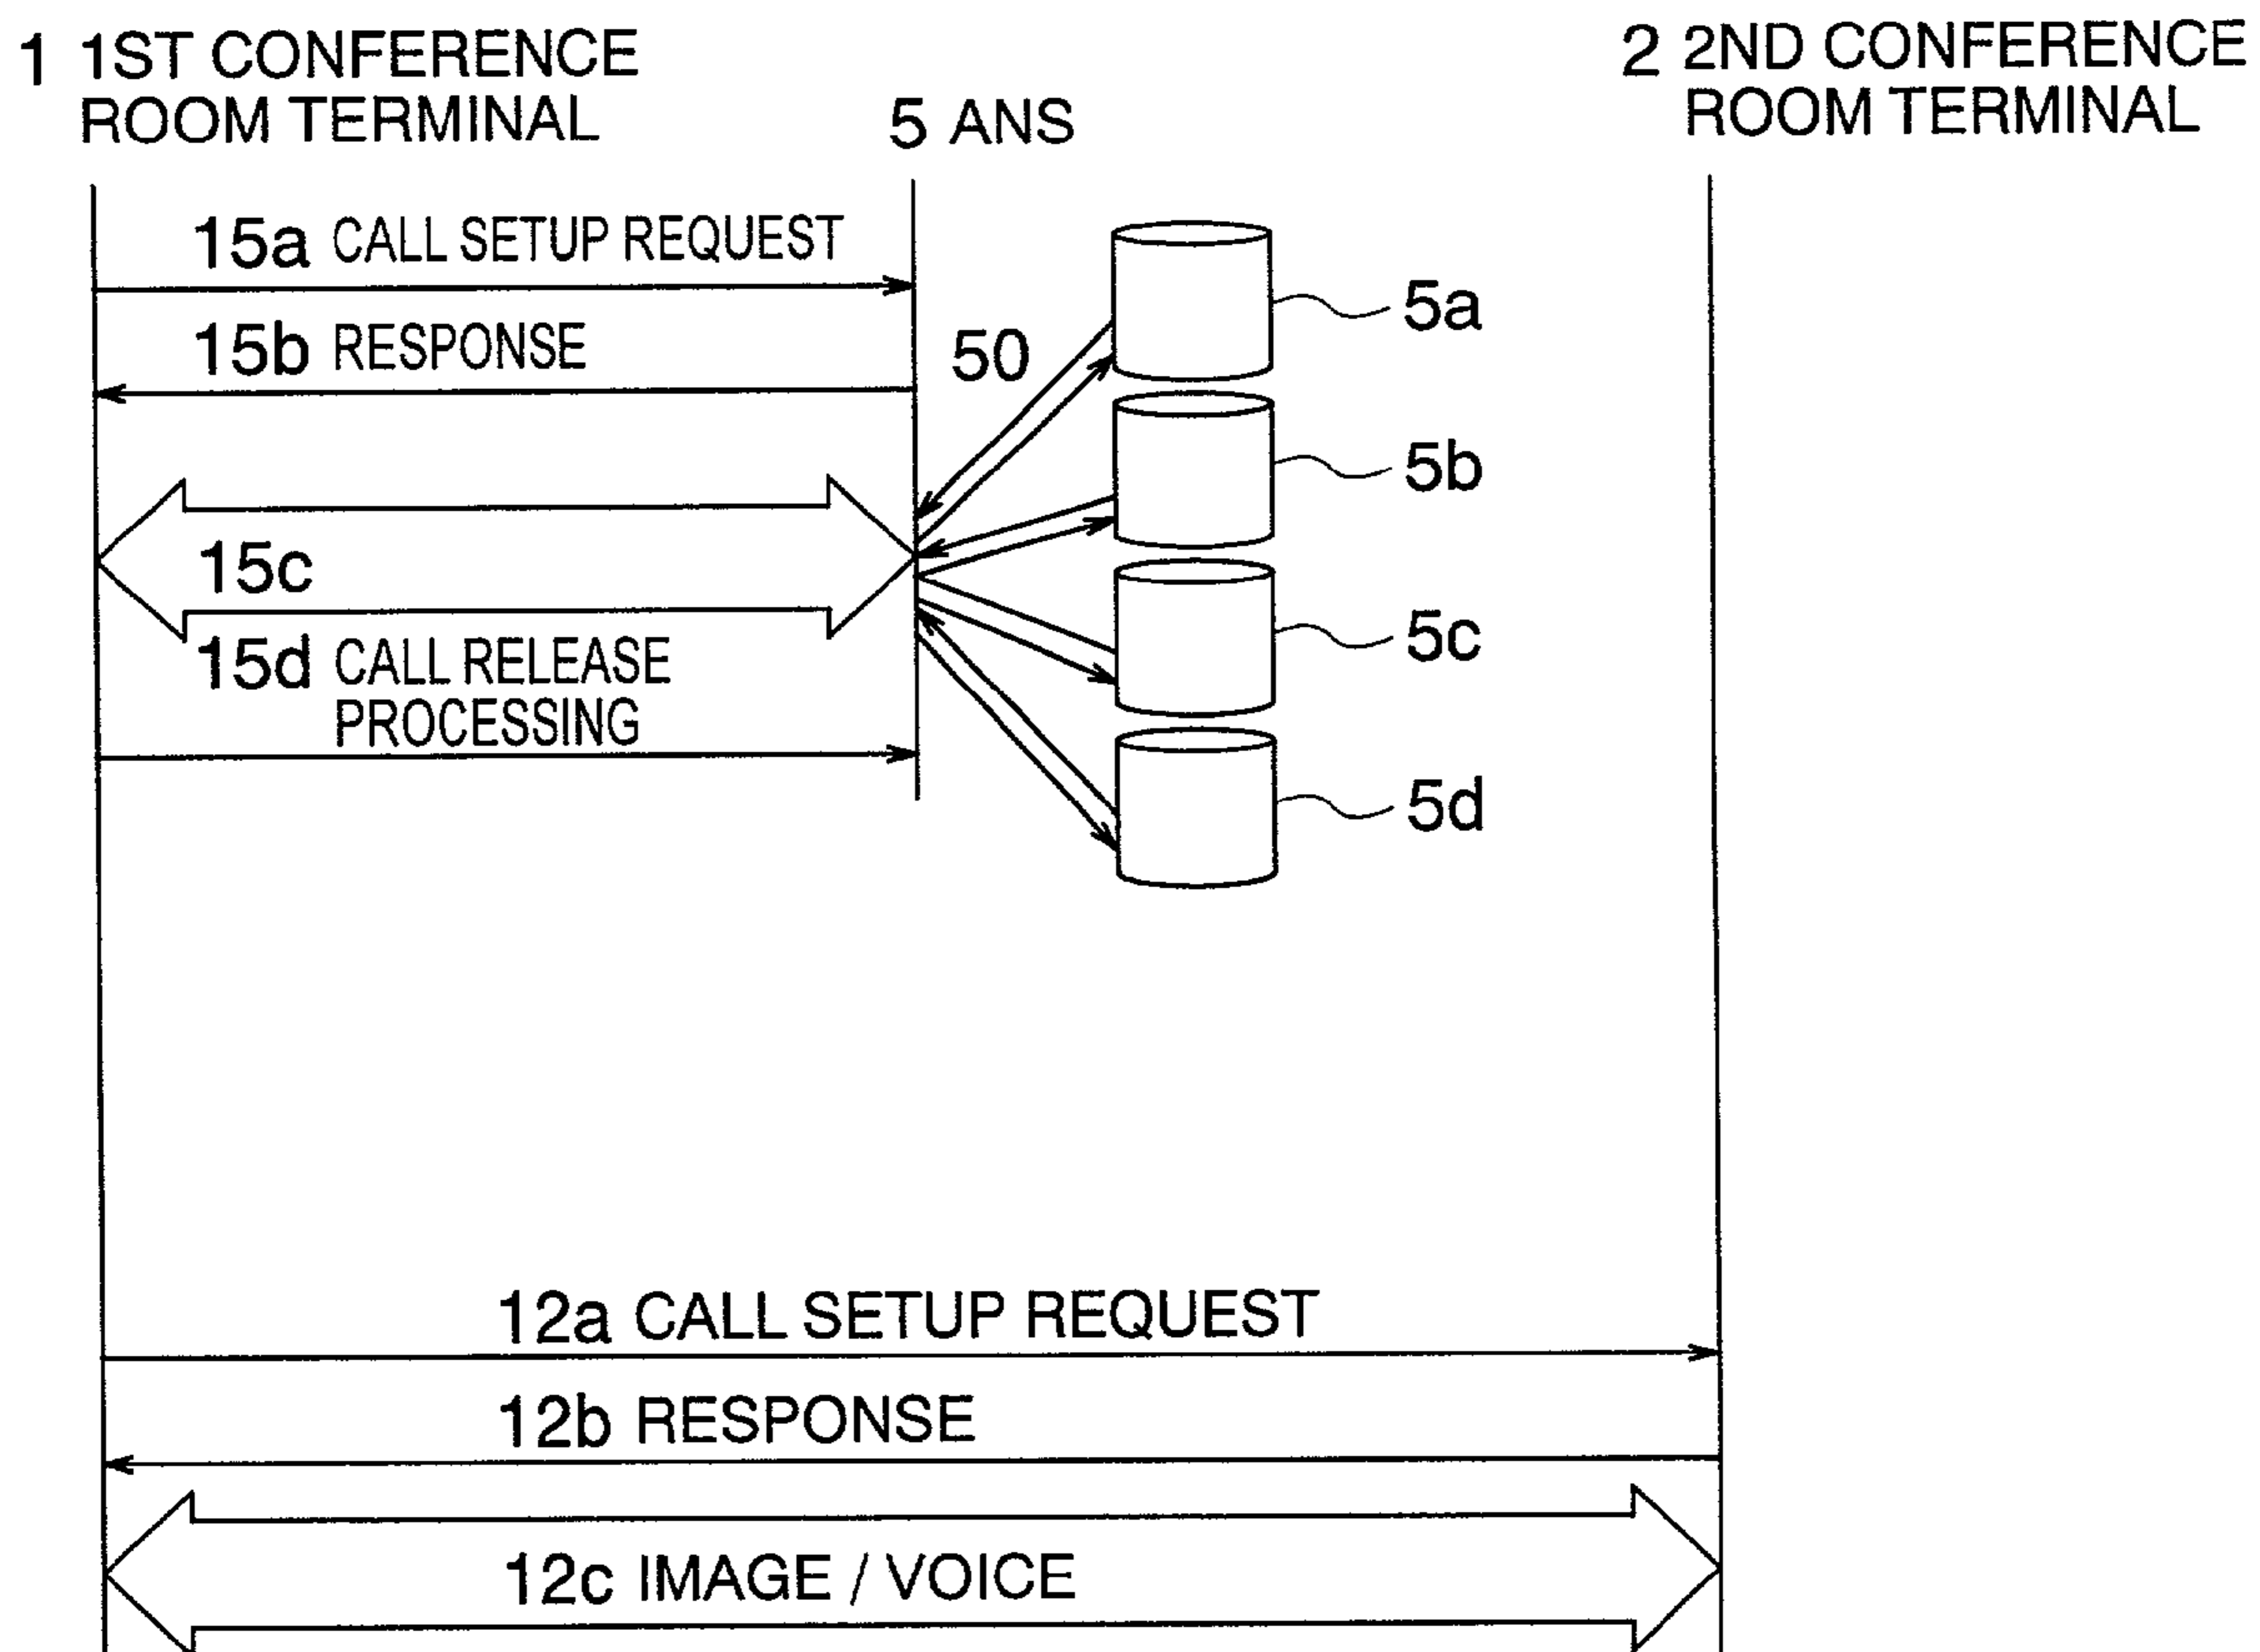 1 1ST CONFERENCE
ROOM TERMINAL
5 ANS
2 2ND CONFERENCE
ROOM TERMINAL
15a CALL SETUP REQUEST
5a
15b RESPONSE
50
5b
15c
5c
15d CALL RELEASE
PROCESSING
5d
12a CALL SETUP REQUEST
12b RESPONSE
12c IMAGE / VOICE